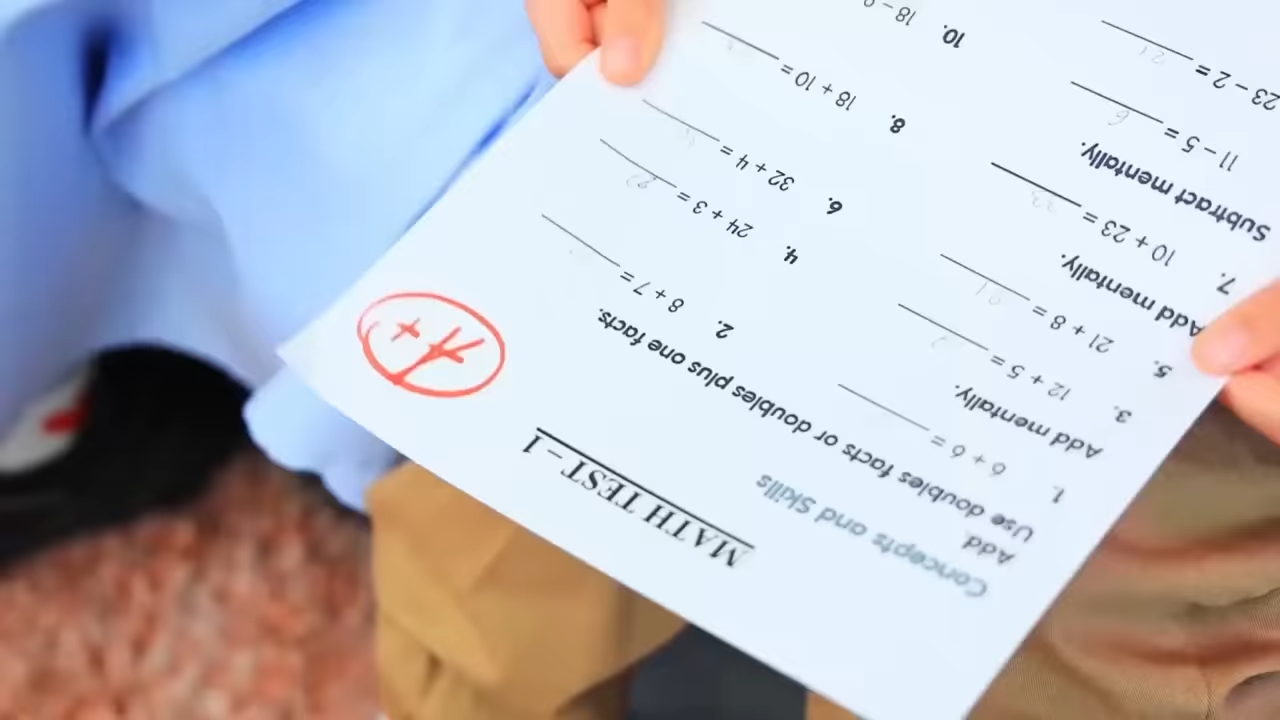 MATH TEST – 1
A+
Concepts and Skills
Add.
Use doubles facts or doubles plus one facts.
1. 6 + 6 =
2. 8 + 7 =
Add mentally.
3. 12 + 5 =
4. 24 + 3 =
5. 21 + 8 =
6. 32 + 4 =
Add mentally.
7. 10 + 23 =
8. 18 + 10 =
Subtract mentally.
11 – 5 = 6
10. 18 –
23 – 2 = 21